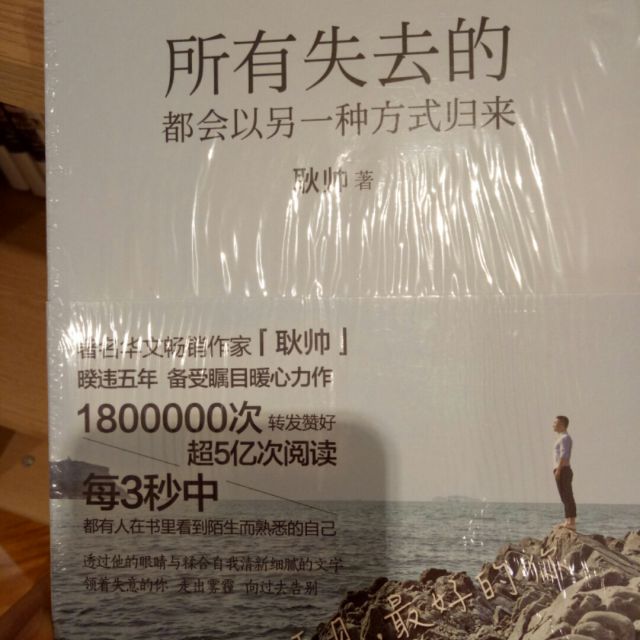 所有失去的
都会以另一种方式归来
耿帅 著
华文畅销作家「耿帅」
暌违五年 备受瞩目暖心力作
1800000次 转发赞好
超5亿次阅读
每3秒中
都有人在书里看到陌生而熟悉的自己
透过他的眼睛与揉合自我清新细腻的文字
领着失意的你 走出雾霾 向过去告别